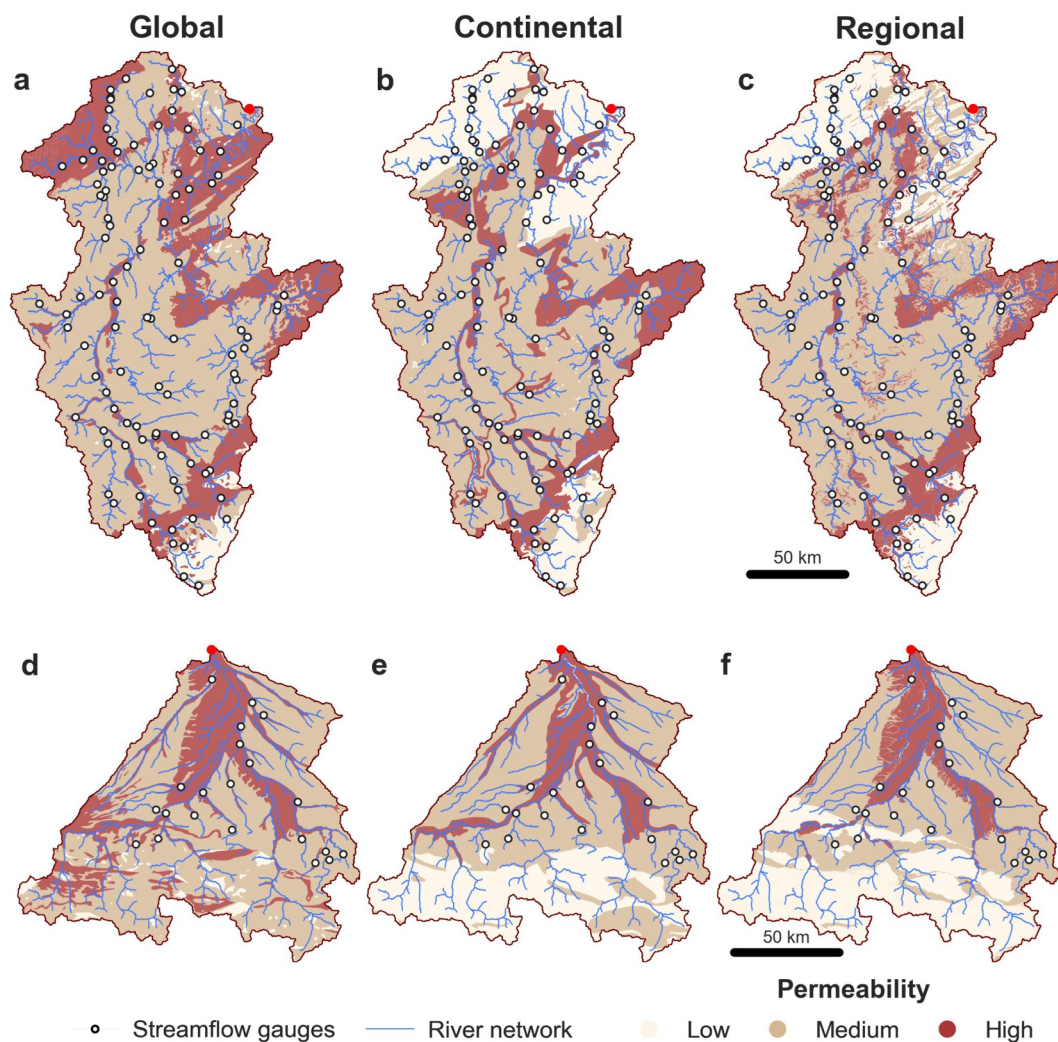 Global Continental Regional
a b c
50 km
d e f
50 km
Permeability
Streamflow gauges River network Low Medium High